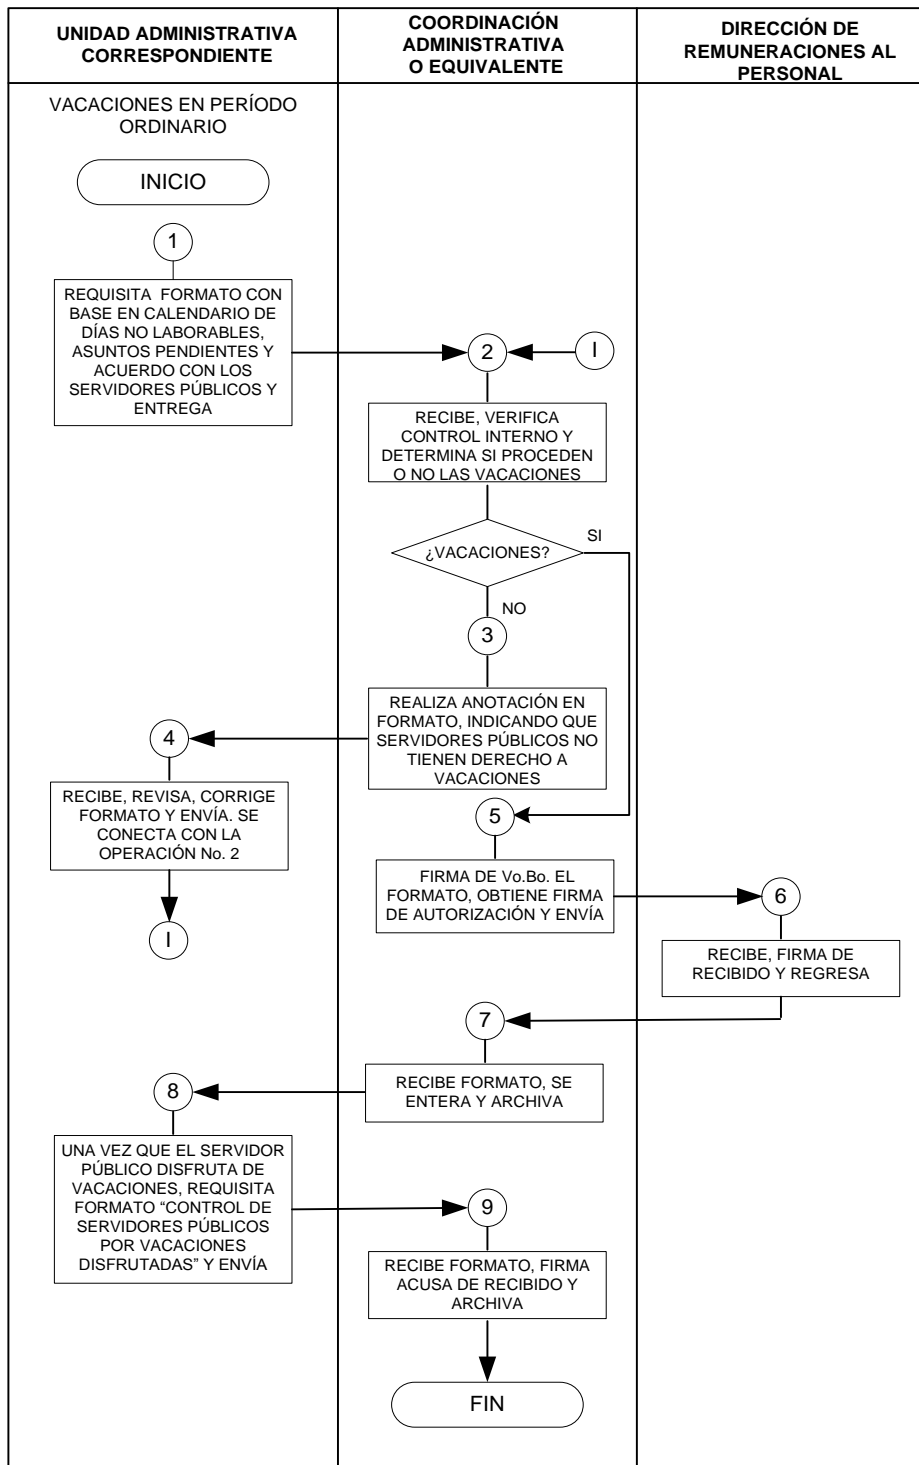 UNIDAD ADMINISTRATIVA
CORRESPONDIENTE
COORDINACIÓN
ADMINISTRATIVA
O EQUIVALENTE
DIRECCIÓN DE
REMUNERACIONES AL
PERSONAL
VACACIONES EN PERÍODO
ORDINARIO
INICIO
1
REQUISITA FORMATO CON
BASE EN CALENDARIO DE
DÍAS NO LABORABLES,
ASUNTOS PENDIENTES Y
ACUERDO CON LOS
SERVIDORES PÚBLICOS Y
ENTREGA
2
I
RECIBE, VERIFICA
CONTROL INTERNO Y
DETERMINA SI PROCEDEN
O NO LAS VACACIONES
¿VACACIONES?
SI
NO
3
REALIZA ANOTACIÓN EN
FORMATO, INDICANDO QUE
SERVIDORES PÚBLICOS NO
TIENEN DERECHO A
VACACIONES
4
RECIBE, REVISA, CORRIGE
FORMATO Y ENVÍA. SE
CONECTA CON LA
OPERACIÓN No. 2
I
5
FIRMA DE Vo.Bo. EL
FORMATO, OBTIENE FIRMA
DE AUTORIZACIÓN Y ENVÍA
6
RECIBE, FIRMA DE
RECIBIDO Y REGRESA
7
RECIBE FORMATO, SE
ENTERA Y ARCHIVA
8
UNA VEZ QUE EL SERVIDOR
PÚBLICO DISFRUTA DE
VACACIONES, REQUISITA
FORMATO “CONTROL DE
SERVIDORES PÚBLICOS
POR VACACIONES
DISFRUTADAS” Y ENVÍA
9
RECIBE FORMATO, FIRMA
ACUSA DE RECIBIDO Y
ARCHIVA
FIN